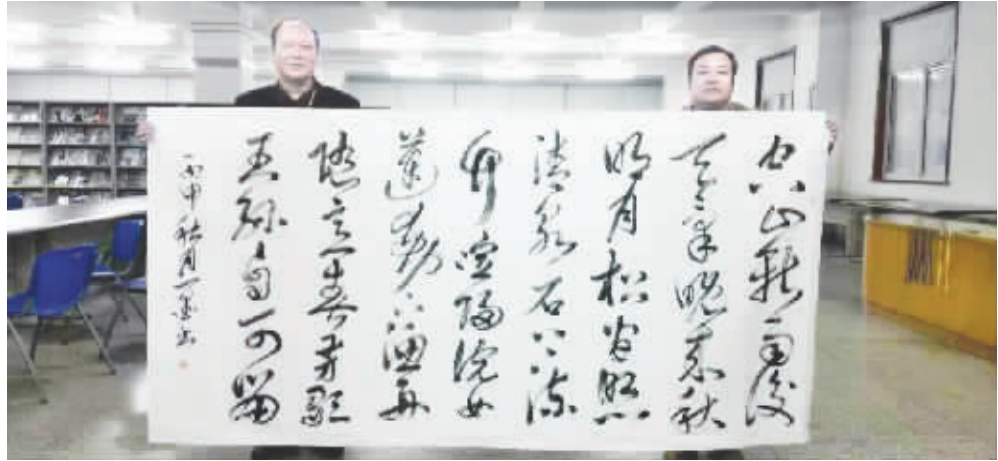 空山新雨後
天氣晚來秋
明月松間照
清泉石上流
竹喧歸浣女
蓮動下漁舟
隨意春芳歇
王孫自可留
丙申秋月一書